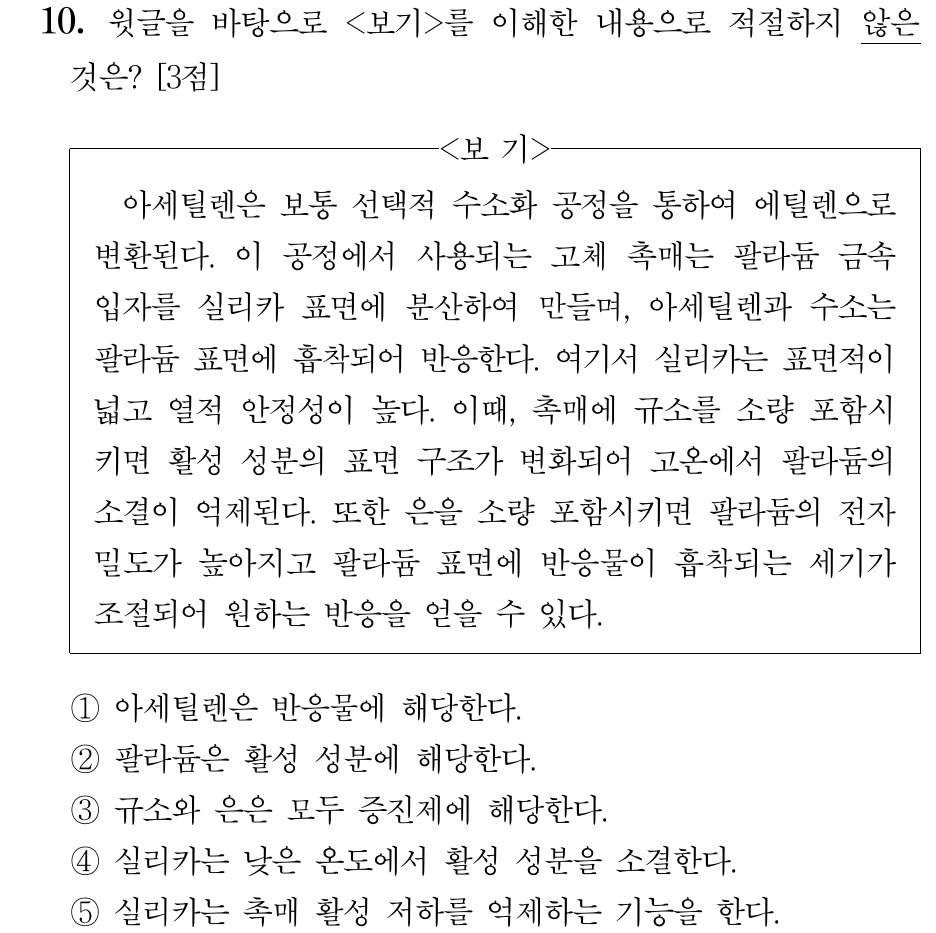 10. 윗글을 바탕으로 <보기>를 이해한 내용으로 적절하지 않은
것은? [3점]
<보 기>
아세틸렌은 보통 선택적 수소화 공정을 통하여 에틸렌으로
변환된다. 이 공정에서 사용되는 고체 촉매는 팔라듐 금속
입자를 실리카 표면에 분산하여 만들며, 아세틸렌과 수소는
팔라듐 표면에 흡착되어 반응한다. 여기서 실리카는 표면적이
넓고 열적 안정성이 높다. 이때, 촉매에 규소를 소량 포함시
키면 활성 성분의 표면 구조가 변화되어 고온에서 팔라듐의
소결이 억제된다. 또한 은을 소량 포함시키면 팔라듐의 전자
밀도가 높아지고 팔라듐 표면에 반응물이 흡착되는 세기가
조절되어 원하는 반응을 얻을 수 있다.
① 아세틸렌은 반응물에 해당한다.
② 팔라듐은 활성 성분에 해당한다.
③ 규소와 은은 모두 증진제에 해당한다.
④ 실리카는 낮은 온도에서 활성 성분을 소결한다.
⑤ 실리카는 촉매 활성 저하를 억제하는 기능을 한다.